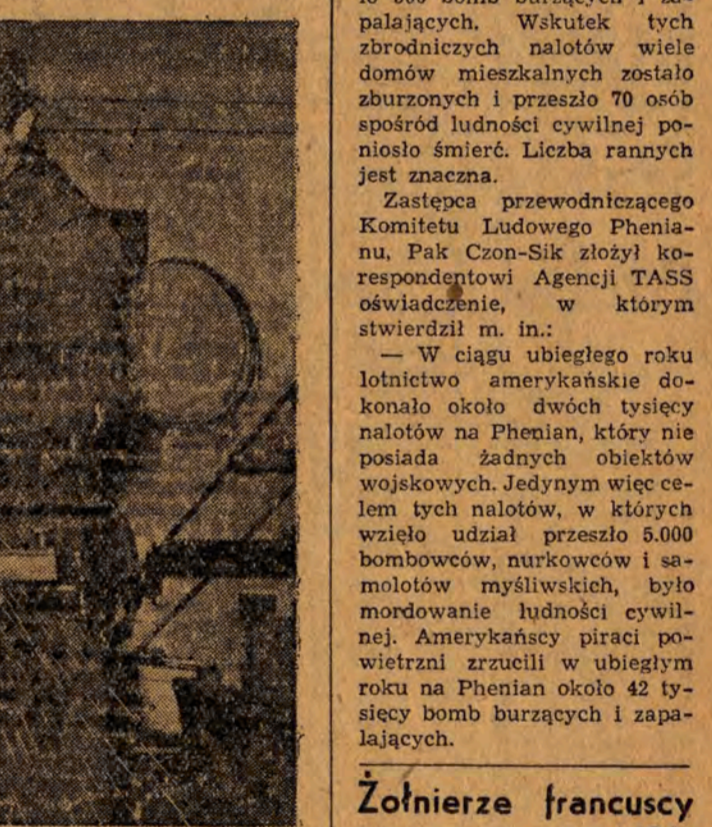 palających. Wskutek tych
zbrodniczych nalotów wiele
domów mieszkalnych zostało
zburzonych i przeszło 70 osób
spośród ludności cywilnej po-
niosło śmierć. Liczba rannych
jest znaczna.
Zastępca przewodniczącego
Komitetu Ludowego Phenia-
nu, Pak Czon-Sik złożył ko-
respondentowi Agencji TASS
oświadczenie, w którym
stwierdził m. in.:
— W ciągu ubiegłego roku
lotnictwo amerykańskie do-
konało około dwóch tysięcy
nalotów na Phenian, który nie
posiada żadnych obiektów
wojskowych. Jedynym więc ce-
lem tych nalotów, w których
wzięło udział przeszło 5.000
bombowców, nurkowców i sa-
molotów myśliwskich, było
mordowanie ludności cywil-
nej. Amerykańscy piraci po-
wietrzni zrzucili w ubiegłym
roku na Phenian około 42 ty-
sięcy bomb burzących i zapa-
lających.
Żołnierze francuscy